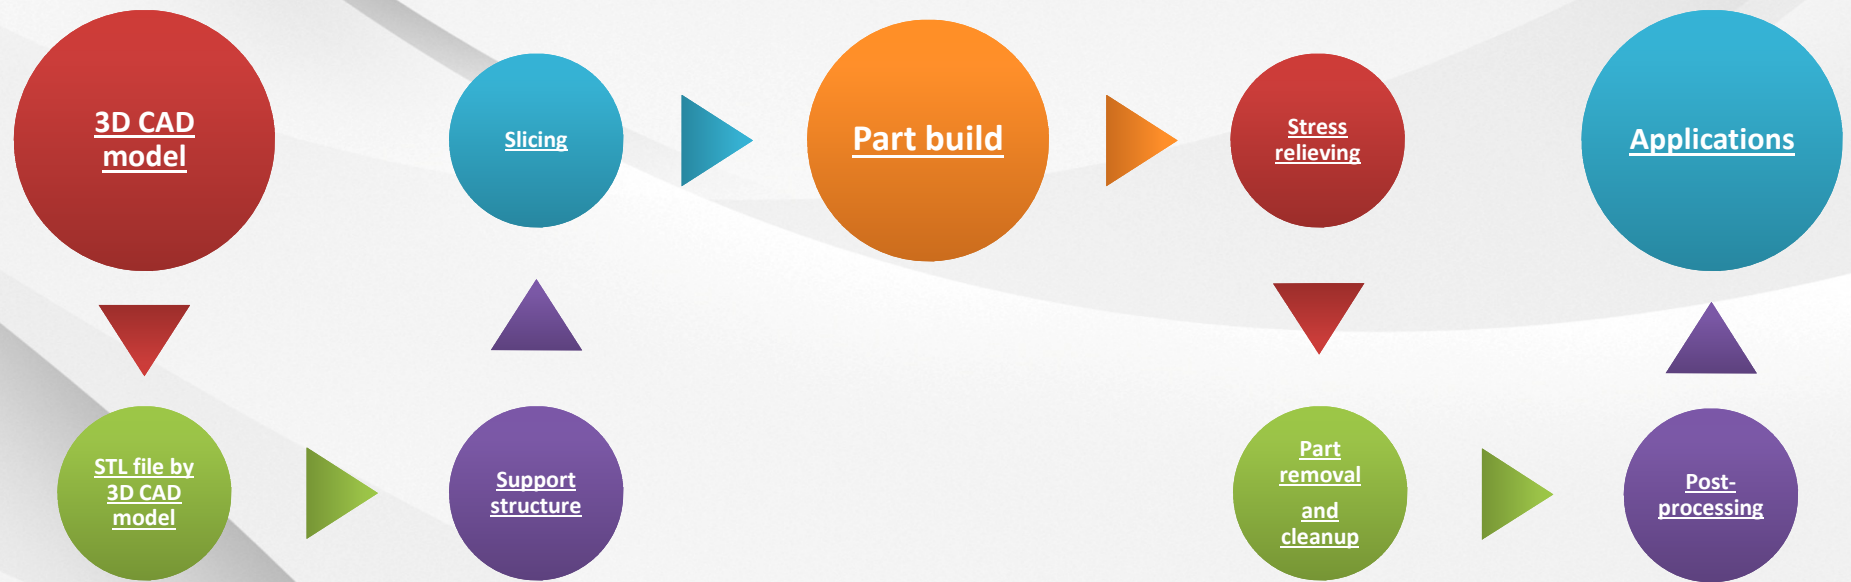 3D CAD
model
STL file by
3D CAD
model
Support
structure
Slicing
Part build
Stress
relieving
Part
removal
and
cleanup
Post-
processing
Applications